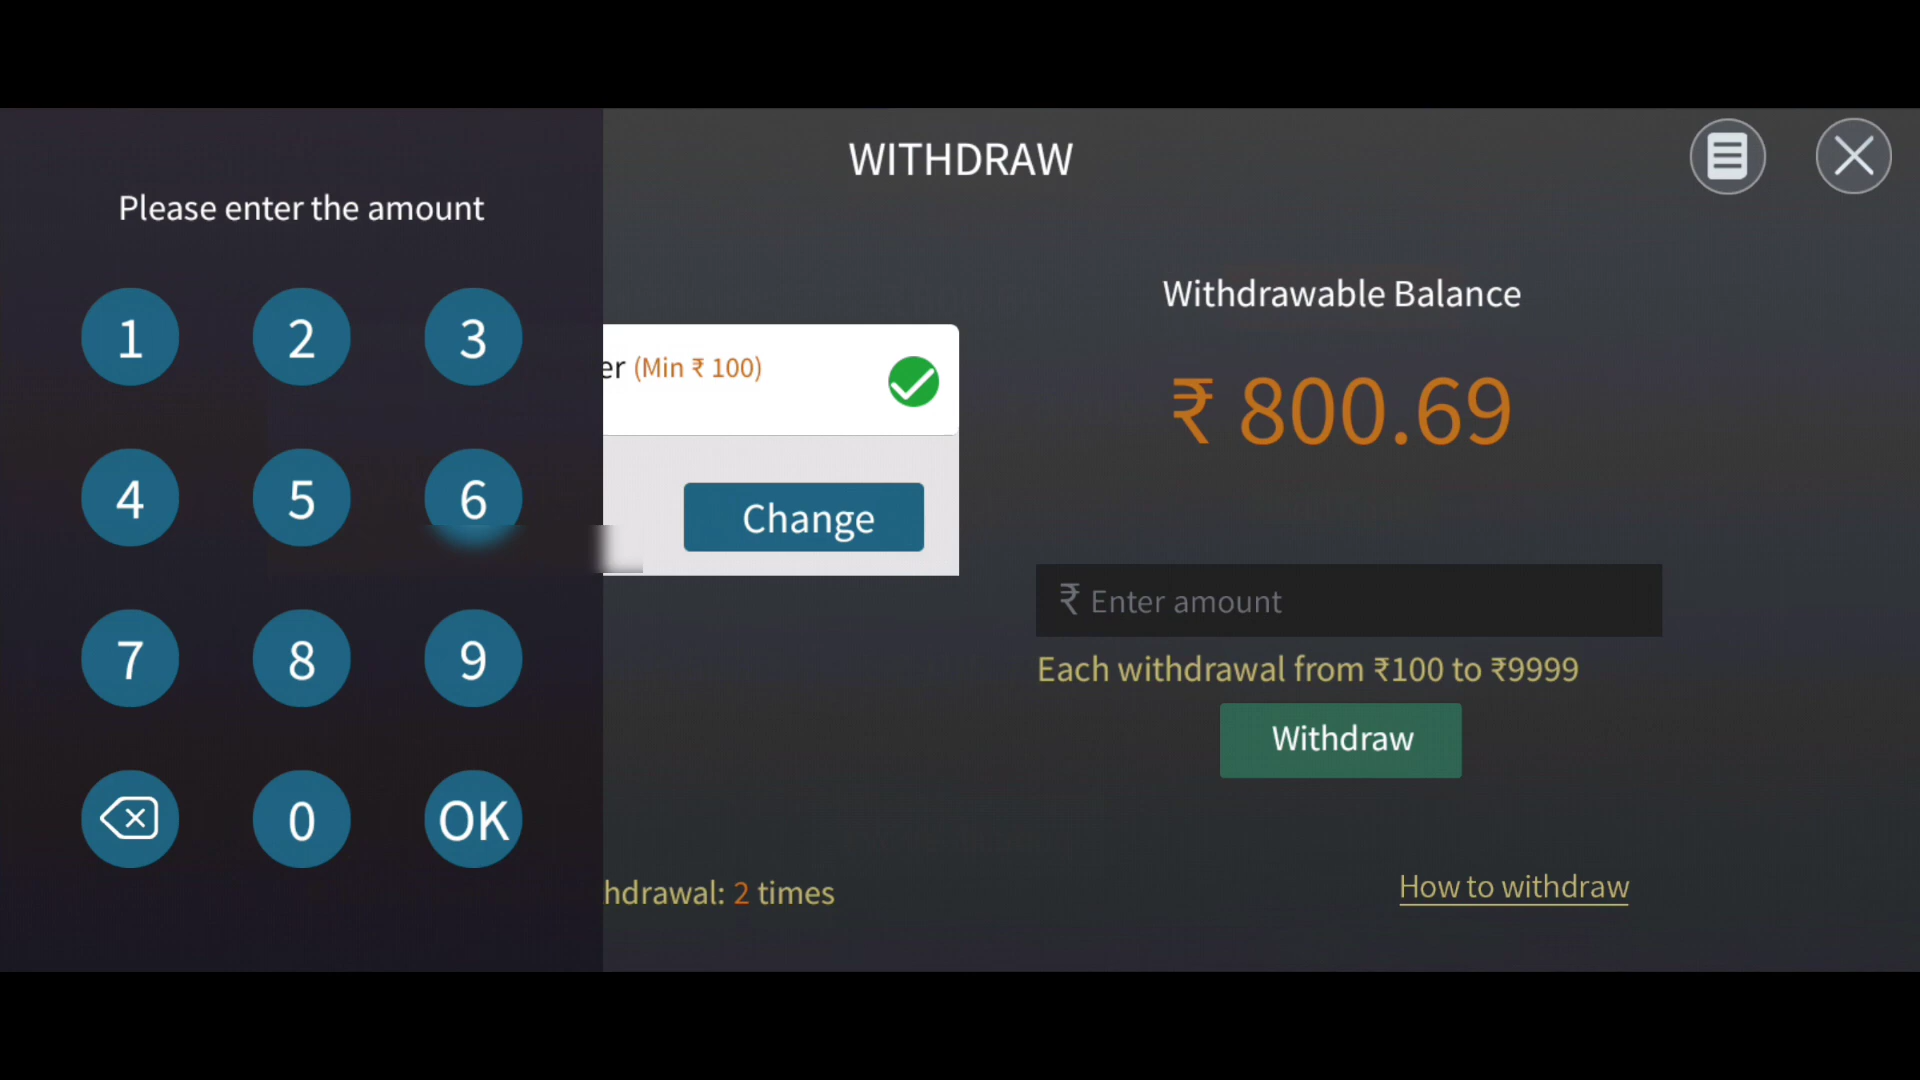 WITHDRAW
Please enter the amount
1 2 3
4 5 6
7 8 9
0 OK
er (Min ₹ 100)
Change
hdrawal: 2 times
Withdrawable Balance
₹ 800.69
₹ Enter amount
Each withdrawal from ₹100 to ₹9999
Withdraw
How to withdraw